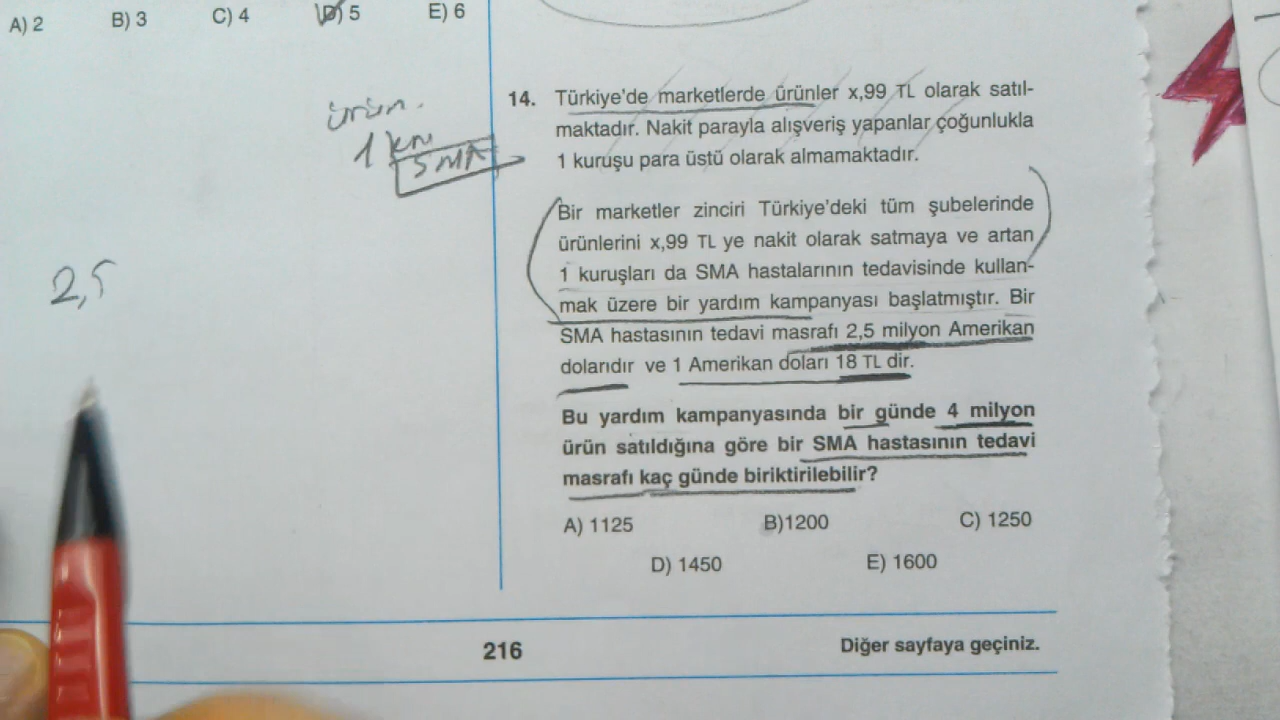 A) 2 B) 3 C) 4 D) 5 E) 6
ürün.
1 krş
SMA
2,5
14. Türkiye'de marketlerde ürünler x,99 TL olarak satıl-
maktadır. Nakit parayla alışveriş yapanlar çoğunlukla
1 kuruşu para üstü olarak almamaktadır.
Bir marketler zinciri Türkiye'deki tüm şubelerinde
ürünlerini x,99 TL ye nakit olarak satmaya ve artan
1 kuruşları da SMA hastalarının tedavisinde kullan-
mak üzere bir yardım kampanyası başlatmıştır. Bir
SMA hastasının tedavi masrafı 2,5 milyon Amerikan
dolarıdır ve 1 Amerikan doları 18 TL dir.
Bu yardım kampanyasında bir günde 4 milyon
ürün satıldığına göre bir SMA hastasının tedavi
masrafı kaç günde biriktirilebilir?
A) 1125 B)1200 C) 1250
D) 1450 E) 1600
216 Diğer sayfaya geçiniz.